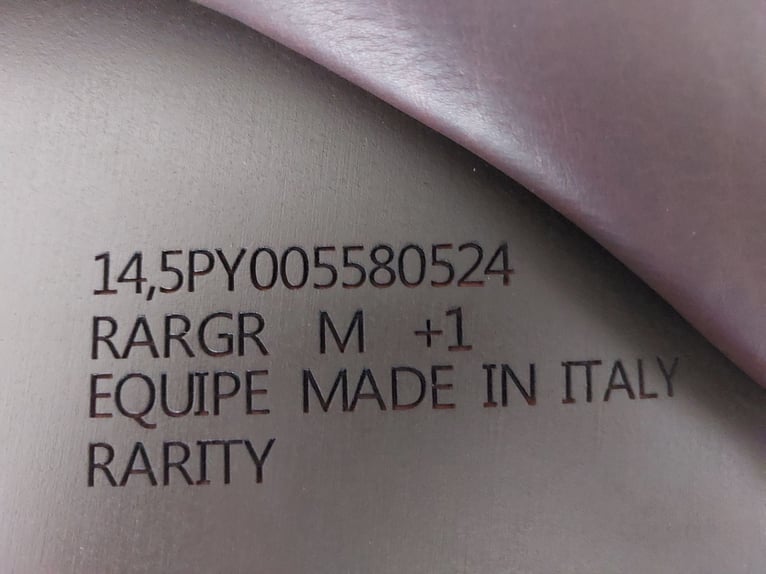 14,5PY005580524
RARGR M +1
EQUIPE MADE IN ITALY
RARITY